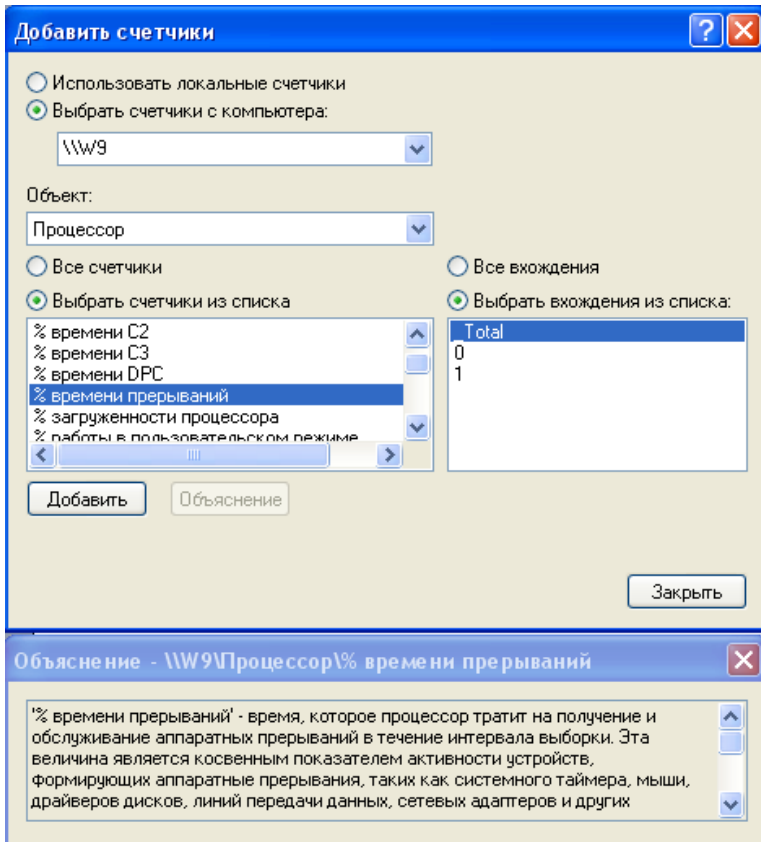 Добавить счетчики
Использовать локальные счетчики
Выбрать счетчики с компьютера:
\\W9
Объект:
Процессор
Все счетчики
Все вхождения
Выбрать счетчики из списка
Выбрать вхождения из списка:
% времени C2
_Total
% времени C3
0
% времени DPC
1
% времени прерываний
% загруженности процессора
% работы в пользовательском режиме
Добавить
Объяснение
Закрыть
Объяснение - \\W9\Процессор\% времени прерываний
'% времени прерываний' - время, которое процессор тратит на получение и
обслуживание аппаратных прерываний в течение интервала выборки. Эта
величина является косвенным показателем активности устройств,
формирующих аппаратные прерывания, таких как системного таймера, мыши,
драйверов дисков, линий передачи данных, сетевых адаптеров и других